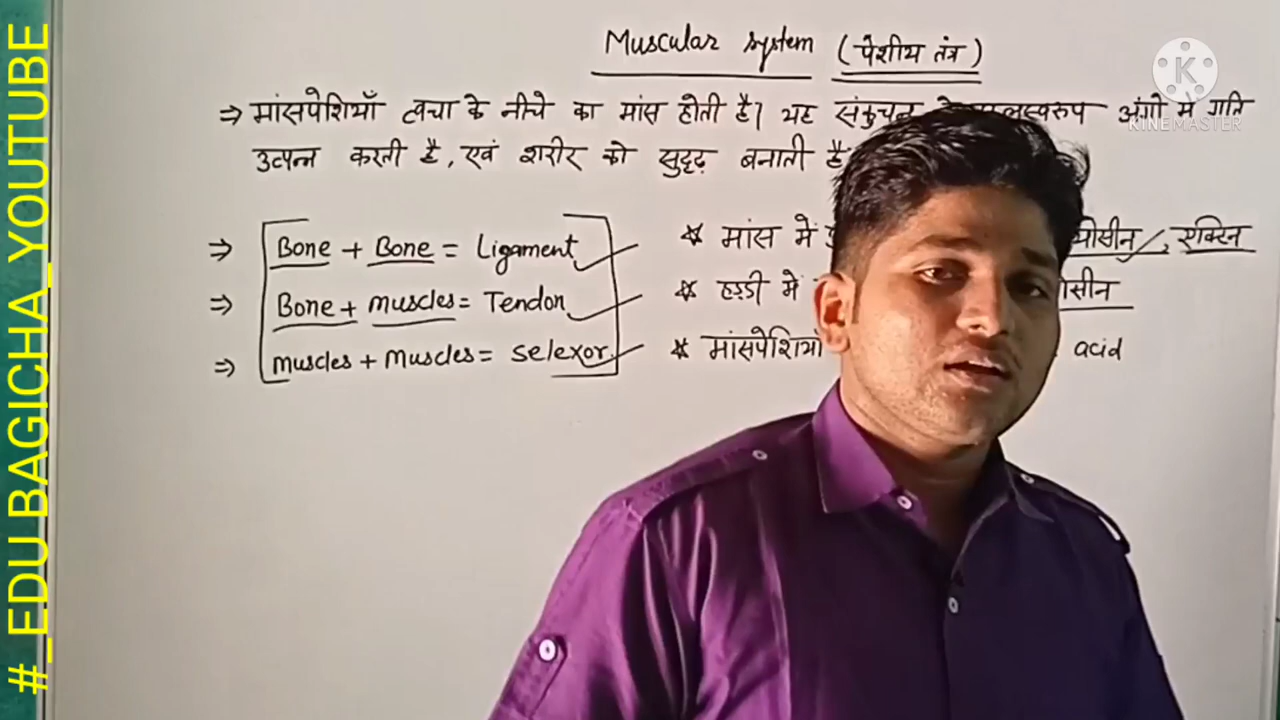 #_EDU BAGICHA_YOUTUBE
K
KINEMASTER
Muscular system (पेशीय तंत्र)
⇒ मांसपेशियाँ त्वचा के नीचे का मांस होती है। यह संकुचन अंगो में गति
उत्पन्न करती है, एवं शरीर को सुदृढ़ बनाती है
⇒ Bone + Bone = Ligament
⇒ Bone + muscles = Tendon
⇒ muscles + Muscles = selexor
☆ मांस में / एक्टिन
☆ हड्डी में
☆ मांसपेशियों acid